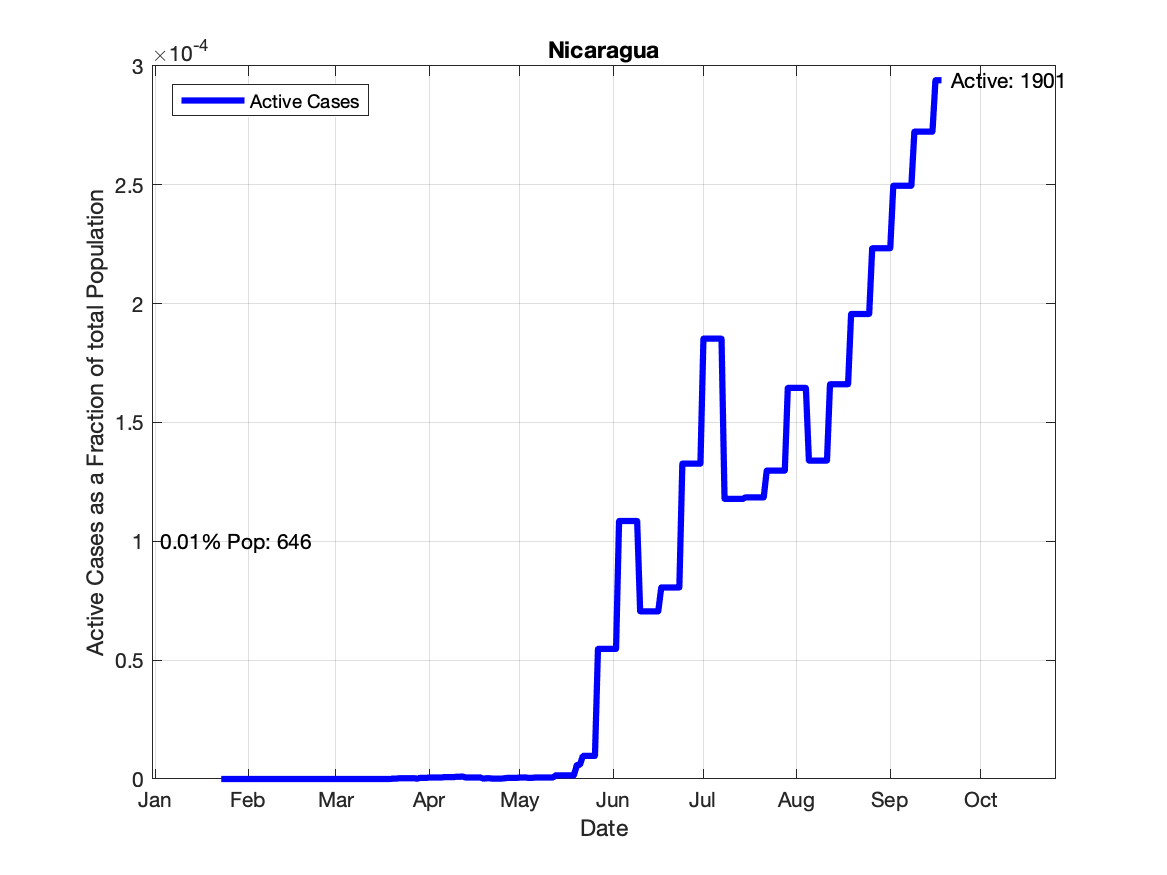 Nicaragua
×10-4
3
2.5
2
1.5
1
0.5
0
Active Cases as a Fraction of total Population
Active Cases
Active: 1901
0.01% Pop: 646
Jan Feb Mar Apr May Jun Jul Aug Sep Oct
Date